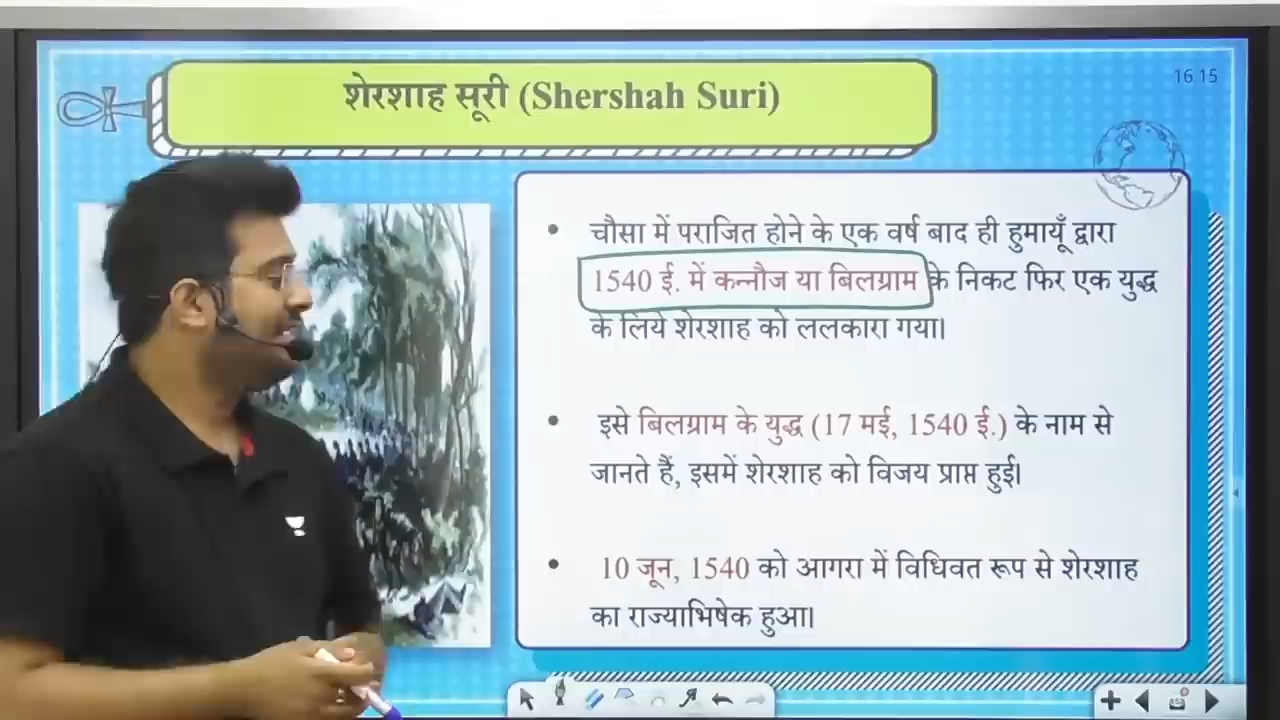 शेरशाह सूरी (Shershah Suri)
16 15
चौसा में पराजित होने के एक वर्ष बाद ही हुमायूँ द्वारा
1540 ई. में कन्नौज या बिलग्राम के निकट फिर एक युद्ध
के लिये शेरशाह को ललकारा गया।
इसे बिलग्राम के युद्ध (17 मई, 1540 ई.) के नाम से
जानते हैं, इसमें शेरशाह को विजय प्राप्त हुई।
10 जून, 1540 को आगरा में विधिवत रूप से शेरशाह
का राज्याभिषेक हुआ।